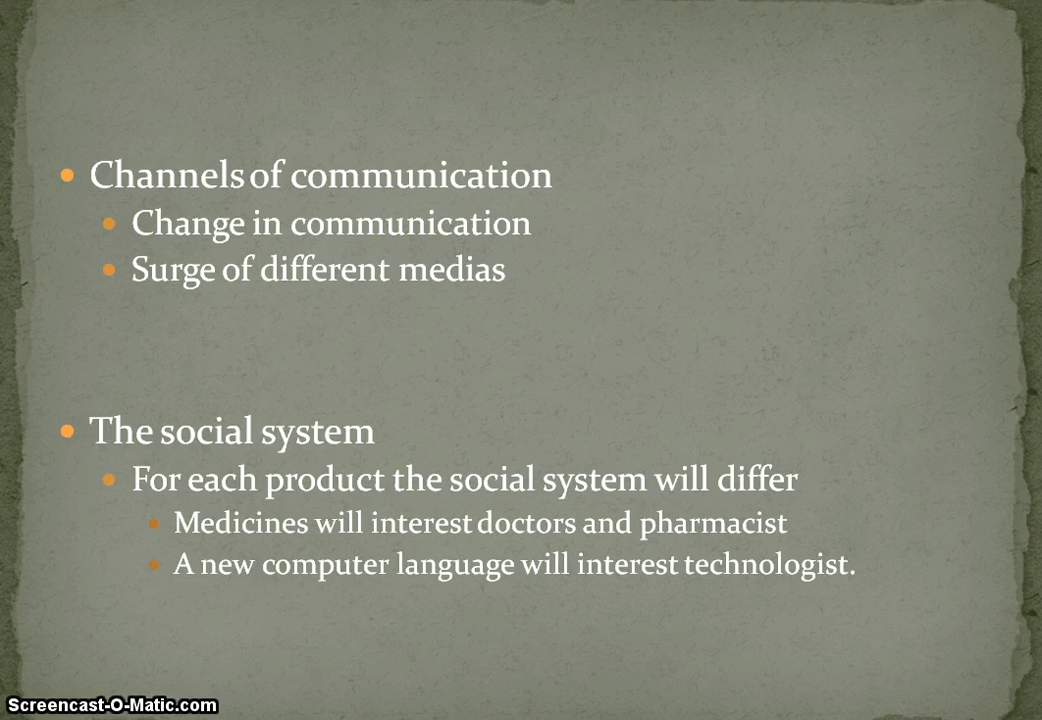 Channels of communication
Change in communication
Surge of different medias
The social system
For each product the social system will differ
Medicines will interest doctors and pharmacist
A new computer language will interest technologist.
Screencast-O-Matic.com